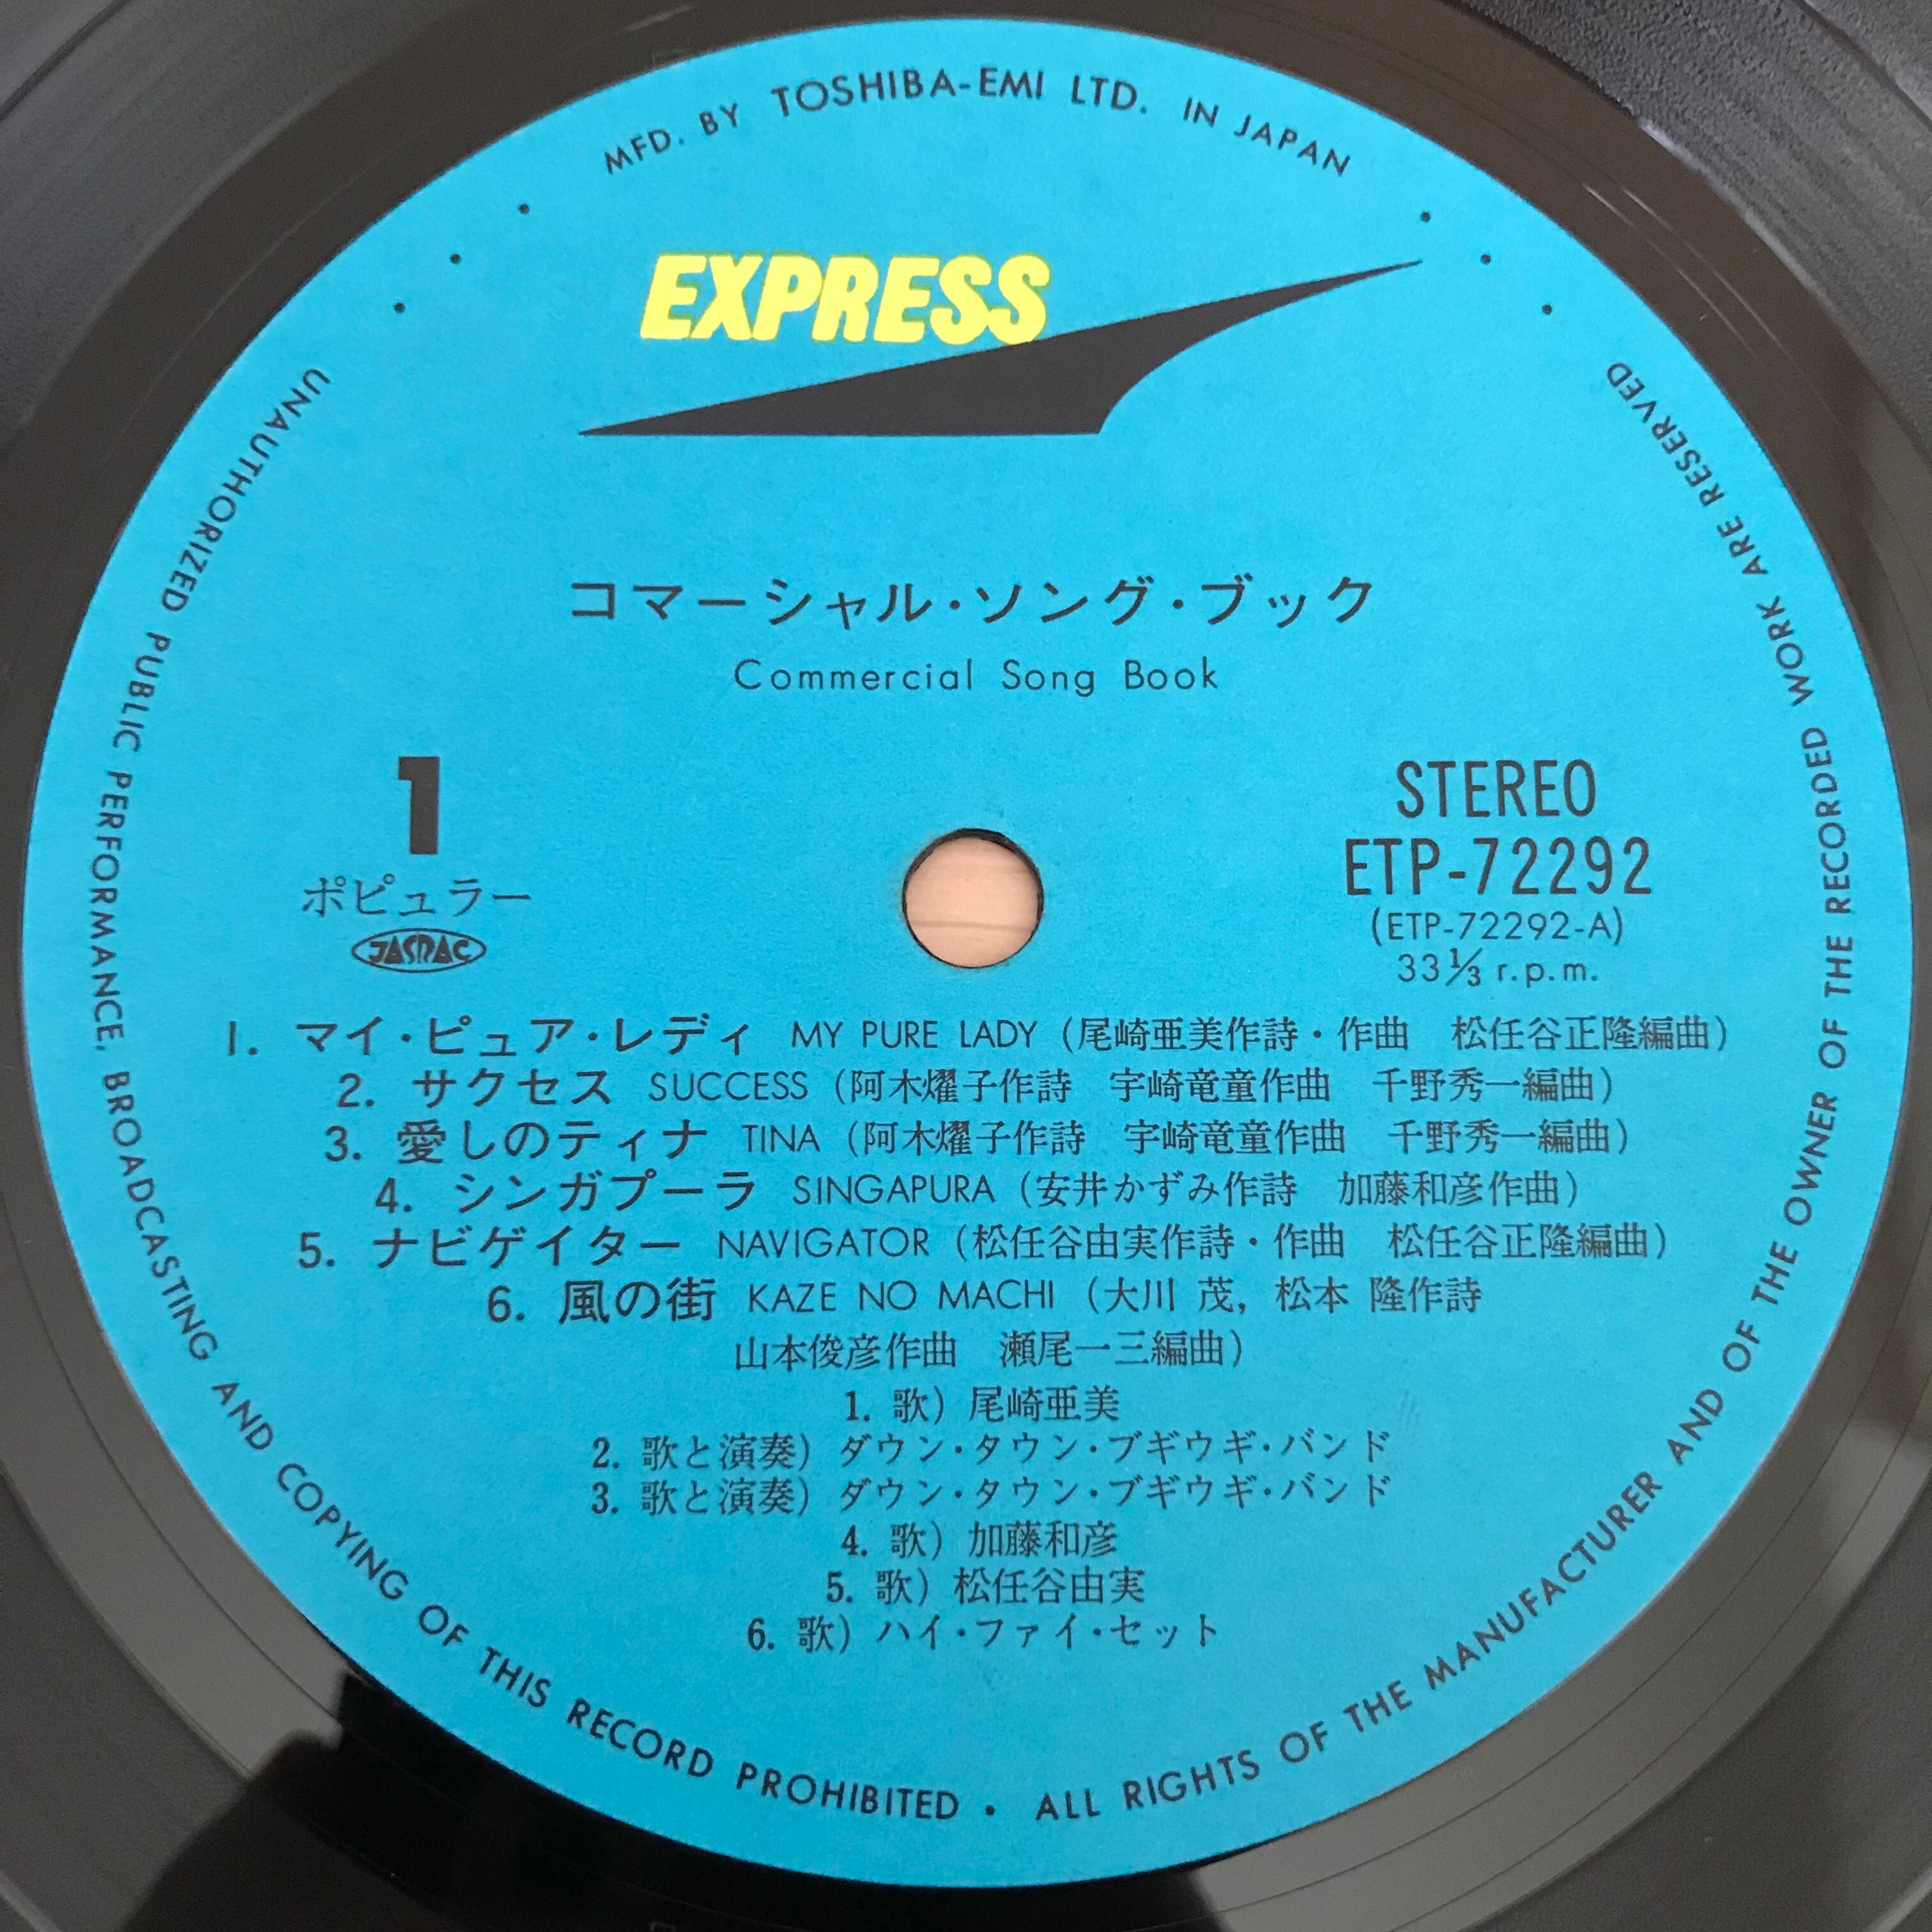 MFD. BY TOSHIBA-EMI LTD. IN JAPAN
EXPRESS
コマーシャル・ソング・ブック
Commercial Song Book
1
ポピュラー
JASRAC
STEREO
ETP-72292
(ETP-72292-A)
33⅓ r.p.m.
1. マイ・ピュア・レディ MY PURE LADY (尾崎亜美作詩・作曲 松任谷正隆編曲)
2. サクセス SUCCESS (阿木燿子作詩 宇崎竜童作曲 千野秀一編曲)
3. 愛しのティナ TINA (阿木燿子作詩 宇崎竜童作曲 千野秀一編曲)
4. シンガプーラ SINGAPURA (安井かずみ作詩 加藤和彦作曲)
5. ナビゲイター NAVIGATOR (松任谷由実作詩・作曲 松任谷正隆編曲)
6. 風の街 KAZE NO MACHI (大川 茂, 松本 隆作詩
山本俊彦作曲 瀬尾一三編曲)
1. 歌) 尾崎亜美
2. 歌と演奏) ダウン・タウン・ブギウギ・バンド
3. 歌と演奏) ダウン・タウン・ブギウギ・バンド
4. 歌) 加藤和彦
5. 歌) 松任谷由実
6. 歌) ハイ・ファイ・セット
UNAUTHORIZED PUBLIC PERFORMANCE, BROADCASTING AND COPYING OF THIS RECORD PROHIBITED • ALL RIGHTS OF THE MANUFACTURER AND OF THE OWNER OF THE RECORDED WORK ARE RESERVED